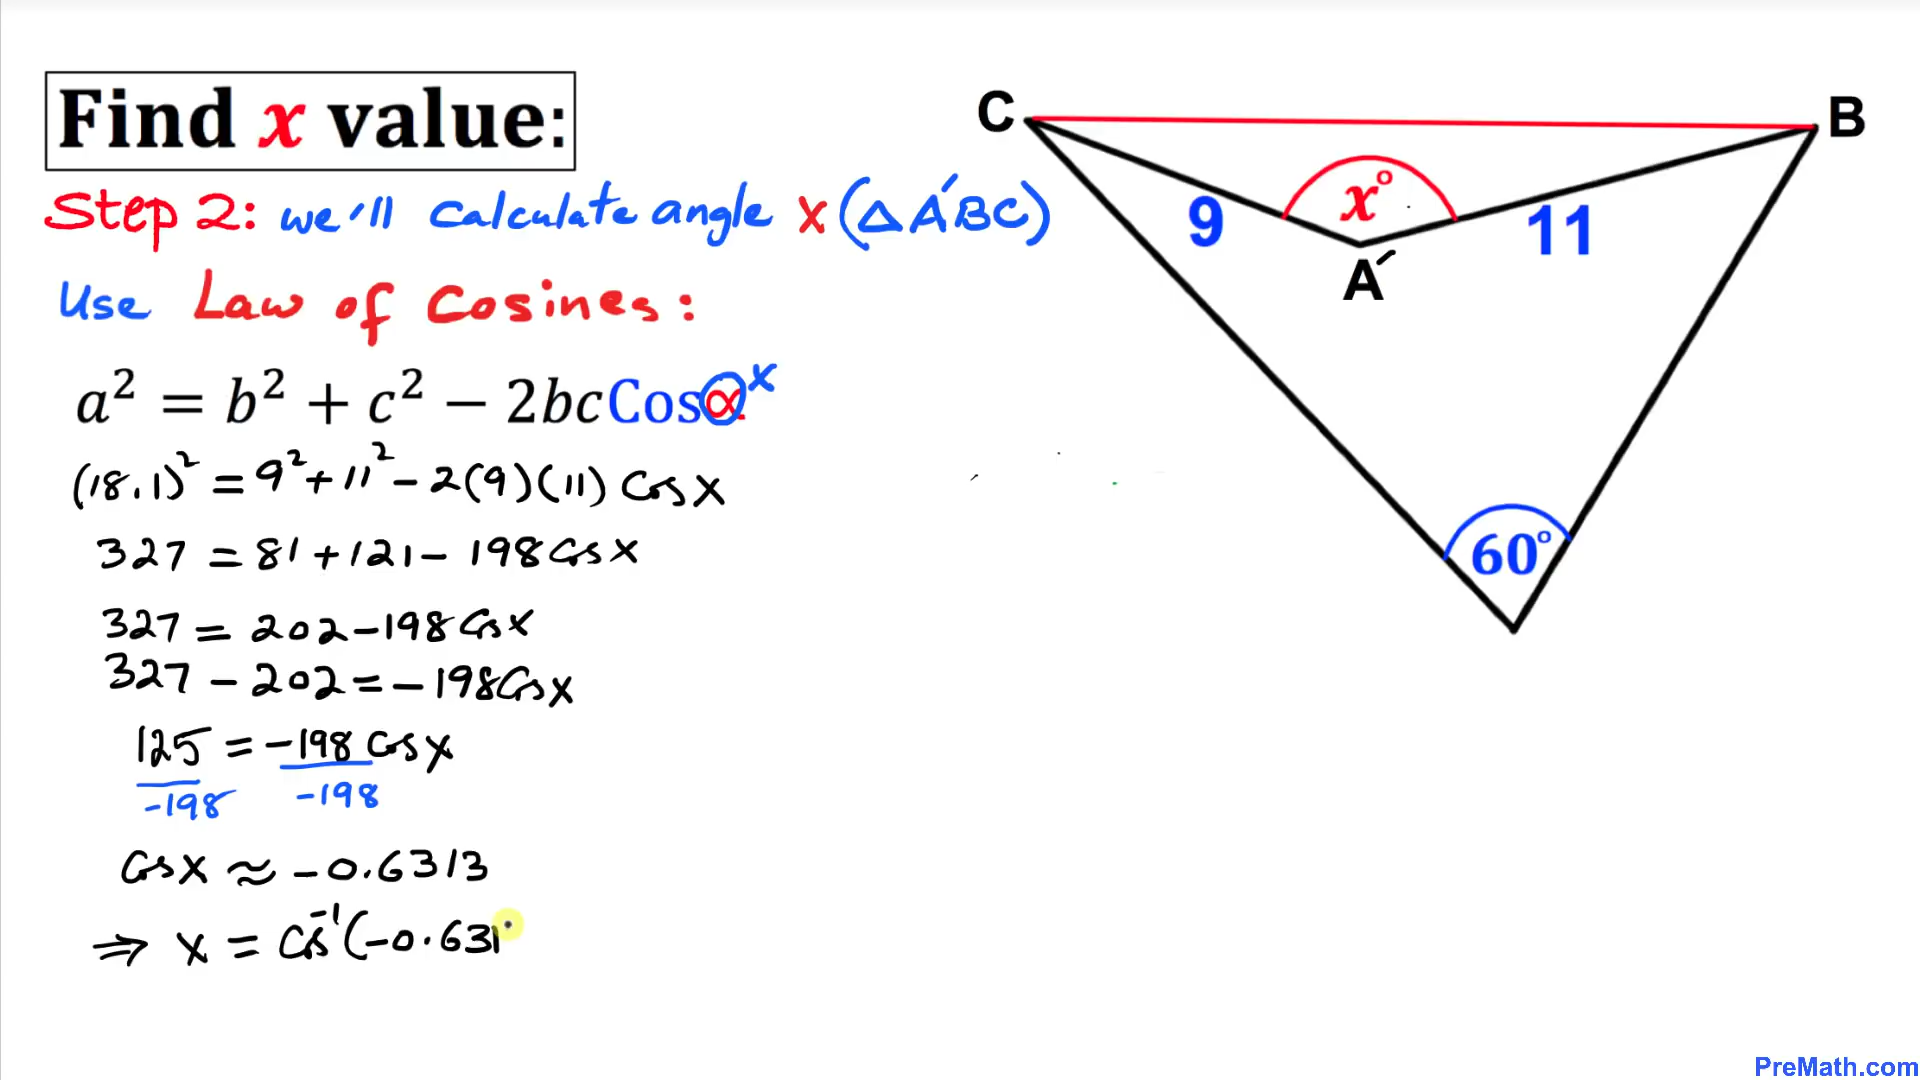 Find x value:
Step 2: we'll calculate angle x (△A'BC)
Use Law of Cosines:
a² = b² + c² − 2bcCos∝ x
(18.1)² = 9² + 11² − 2(9)(11) Cos x
327 = 81 + 121 − 198 Cos x
327 = 202 − 198 Cos x
327 − 202 = − 198 Cos x
125 = −198 Cos x
−198 −198
Cos x ≈ −0.6313
⇒ x = Cos⁻¹(−0.631
C
B
x°
9
11
A'
60°
PreMath.com